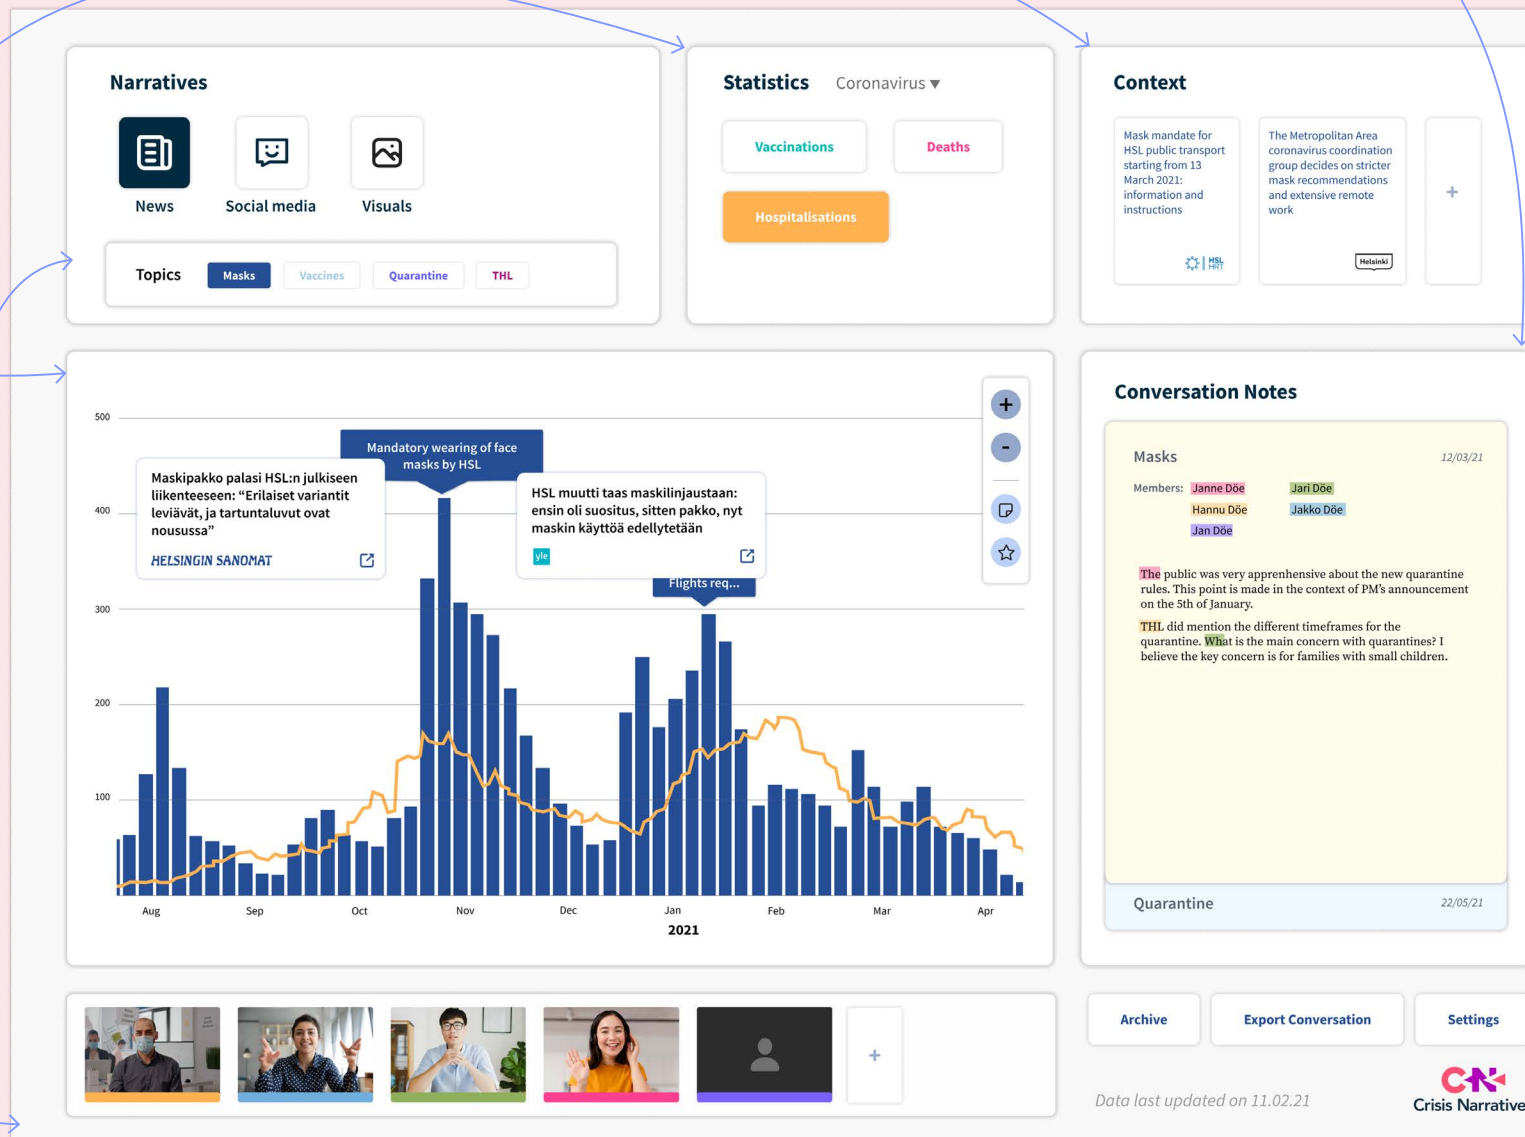 Narratives
News
Social media
Visuals
Topics
Masks
Vaccines
Quarantine
THL
Statistics
Coronavirus ▼
Vaccinations
Deaths
Hospitalisations
Context
Mask mandate for
HSL public transport
starting from 13
March 2021:
information and
instructions
HSL
HRT
The Metropolitan Area
coronavirus coordination
group decides on stricter
mask recommendations
and extensive remote
work
Helsinki
+
500
400
300
200
100
Mandatory wearing of face
masks by HSL
Maskipakko palasi HSL:n julkiseen
liikenteeseen: “Erilaiset variantit
leviävät, ja tartuntaluvut ovat
nousussa”
HELSINGIN SANOMAT
HSL muutti taas maskilinjaustaan:
ensin oli suositus, sitten pakko, nyt
maskin käyttöä edellytetään
yle
Flights req...
+
-
Aug
Sep
Oct
Nov
Dec
Jan
Feb
Mar
Apr
2021
Conversation Notes
Masks
12/03/21
Members:
Janne Döe
Jari Döe
Hannu Döe
Jakko Döe
Jan Döe
The public was very apprenhensive about the new quarantine
rules. This point is made in the context of PM's announcement
on the 5th of January.
THL did mention the different timeframes for the
quarantine. What is the main concern with quarantines? I
believe the key concern is for families with small children.
Quarantine
22/05/21
+
Archive
Export Conversation
Settings
Data last updated on 11.02.21
CN
Crisis Narrative